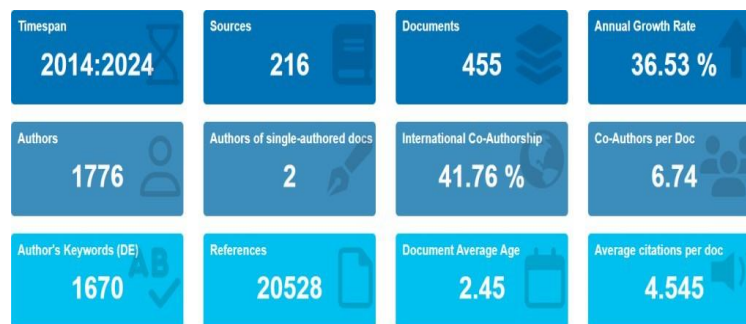 Timespan
2014:2024
Sources
216
Documents
455
Annual Growth Rate
36.53 %
Authors
1776
Authors of single-authored docs
2
International Co-Authorship
41.76 %
Co-Authors per Doc
6.74
Author's Keywords (DE)
1670
AB
References
20528
Document Average Age
2.45
Average citations per doc
4.545